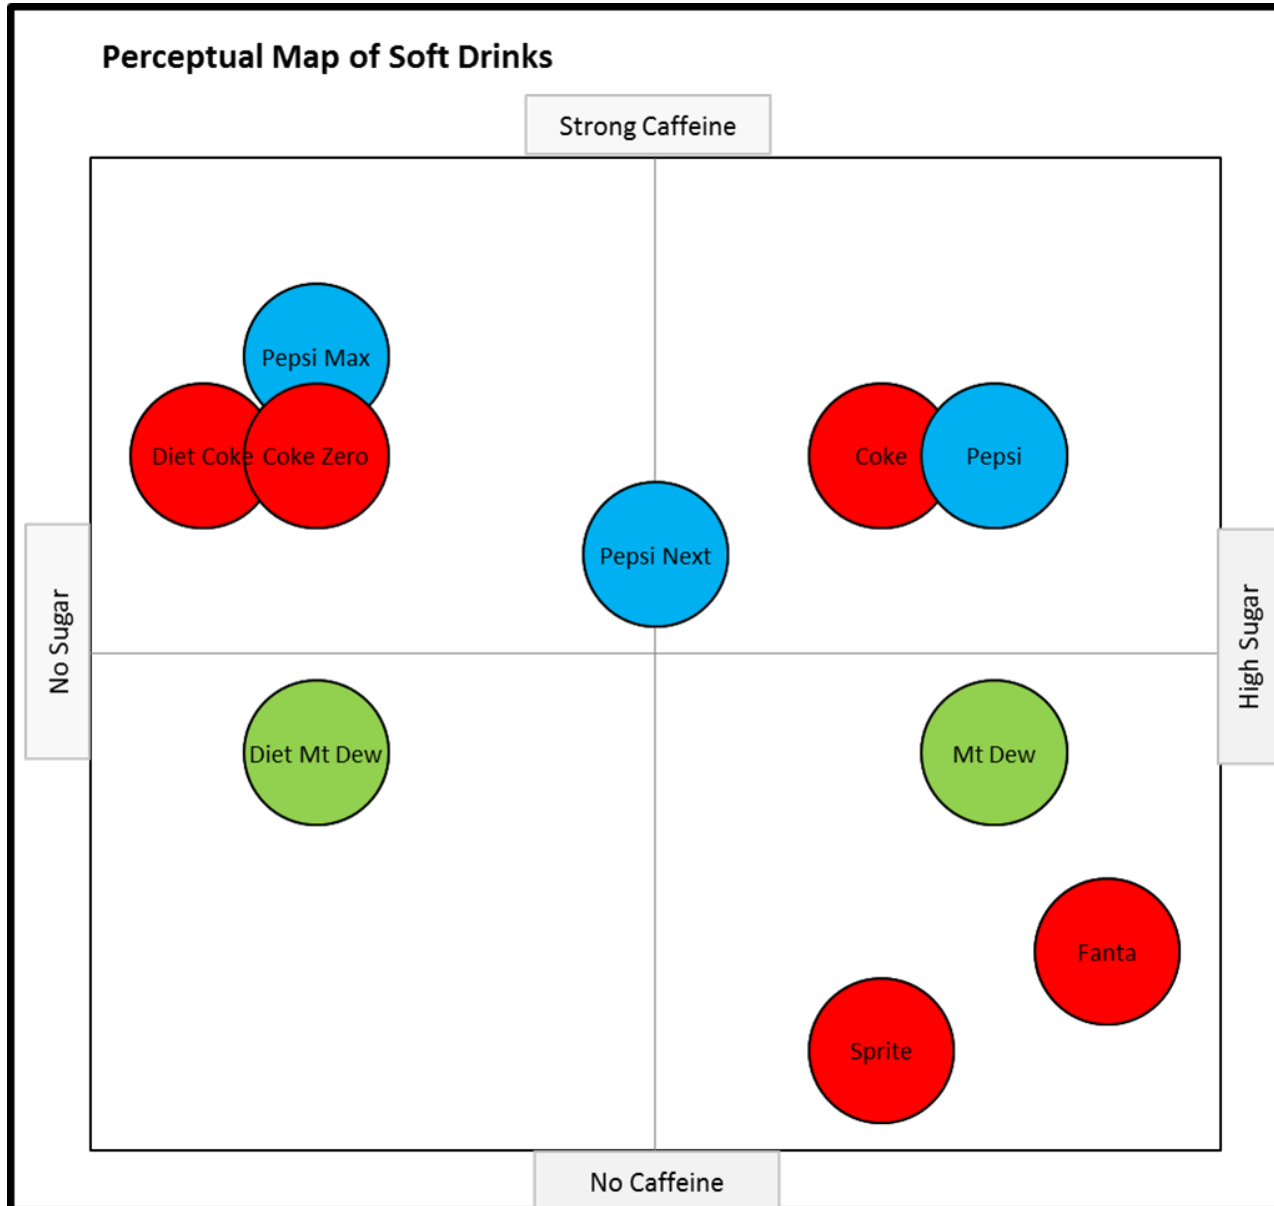 Perceptual Map of Soft Drinks
Strong Caffeine
Pepsi Max
Diet Coke
Coke Zero
Coke
Pepsi
Pepsi Next
No Sugar
High Sugar
Diet Mt Dew
Mt Dew
Fanta
Sprite
No Caffeine